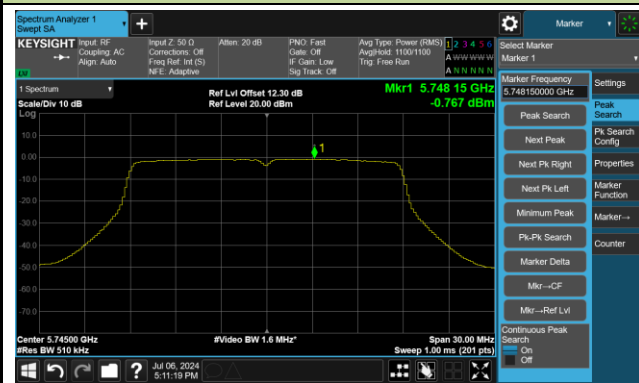 Spectrum Analyzer 1
Swept SA
Marker
KEYSIGHT
Input: RF
Coupling: AC
Align: Auto
Input Z: 50 Ω
Corrections: Off
Freq Ref: Int (S)
NFE: Adaptive
Atten: 20 dB
PNO: Fast
Gate: Off
IF Gain: Low
Sig Track: Off
Avg Type: Power (RMS)
Avg|Hold: 1100/1100
Trig: Free Run
1 2 3 4 5 6
A W W W W W
A N N N N N
LXI
Select Marker
Marker 1
1 Spectrum
Scale/Div 10 dB
Log
Ref Lvl Offset 12.30 dB
Ref Level 20.00 dBm
Mkr1 5.748 15 GHz
-0.767 dBm
1
10.0
0.00
-10.0
-20.0
-30.0
-40.0
-50.0
-60.0
-70.0
Center 5.74500 GHz
#Res BW 510 kHz
#Video BW 1.6 MHz*
Span 30.00 MHz
Sweep 1.00 ms (201 pts)
Marker Frequency
5.748150000 GHz
Peak Search
Next Peak
Next Pk Right
Next Pk Left
Minimum Peak
Pk-Pk Search
Marker Delta
Mkr→CF
Mkr→Ref Lvl
Continuous Peak
Search
On
Off
Settings
Peak
Search
Pk Search
Config
Properties
Marker
Function
Marker→
Counter
Jul 06, 2024
5:11:19 PM